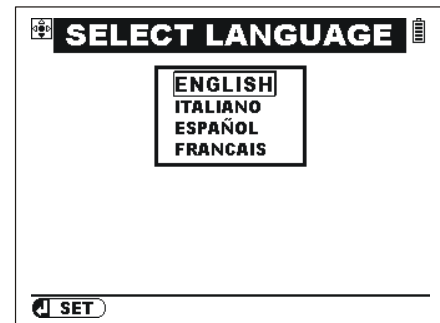 SELECT LANGUAGE
ENGLISH
ITALIANO
ESPAÑOL
FRANCAIS
SET